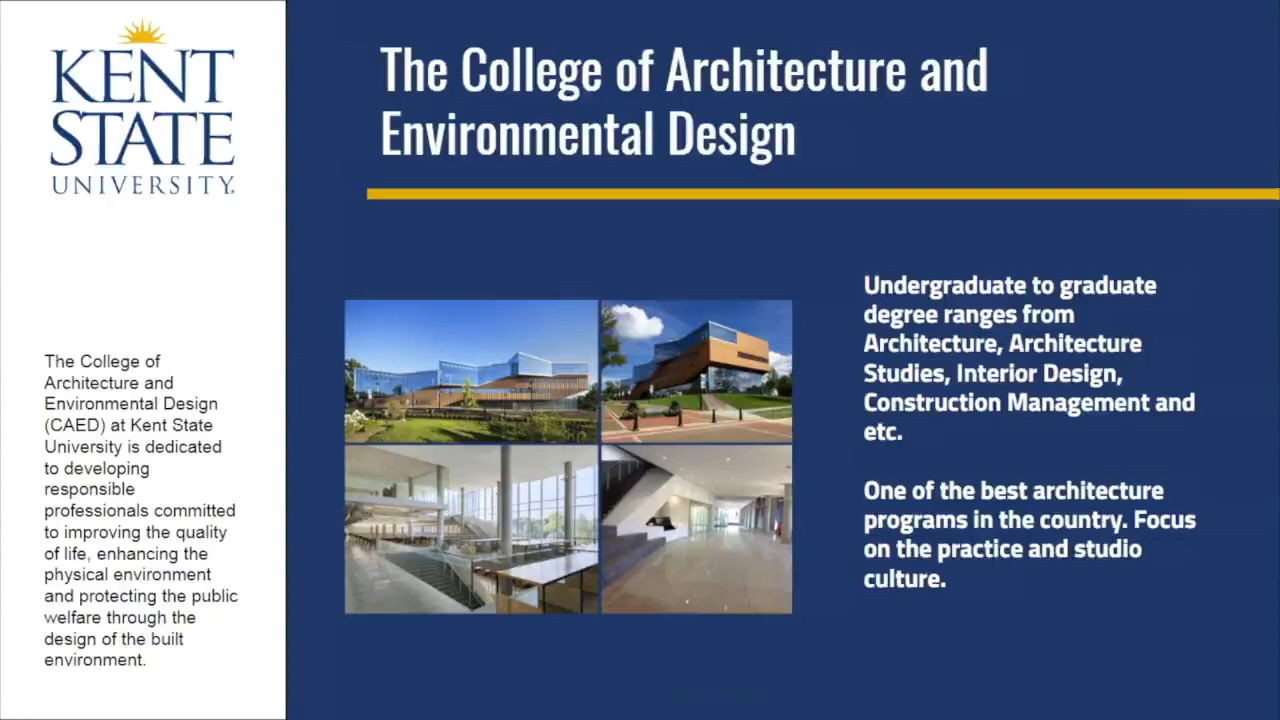 KENT
STATE
UNIVERSITY.
The College of Architecture and
Environmental Design
The College of
Architecture and
Environmental Design
(CAED) at Kent State
University is dedicated
to developing
responsible
professionals committed
to improving the quality
of life, enhancing the
physical environment
and protecting the public
welfare through the
design of the built
environment.
Undergraduate to graduate
degree ranges from
Architecture, Architecture
Studies, Interior Design,
Construction Management and
etc.
One of the best architecture
programs in the country. Focus
on the practice and studio
culture.